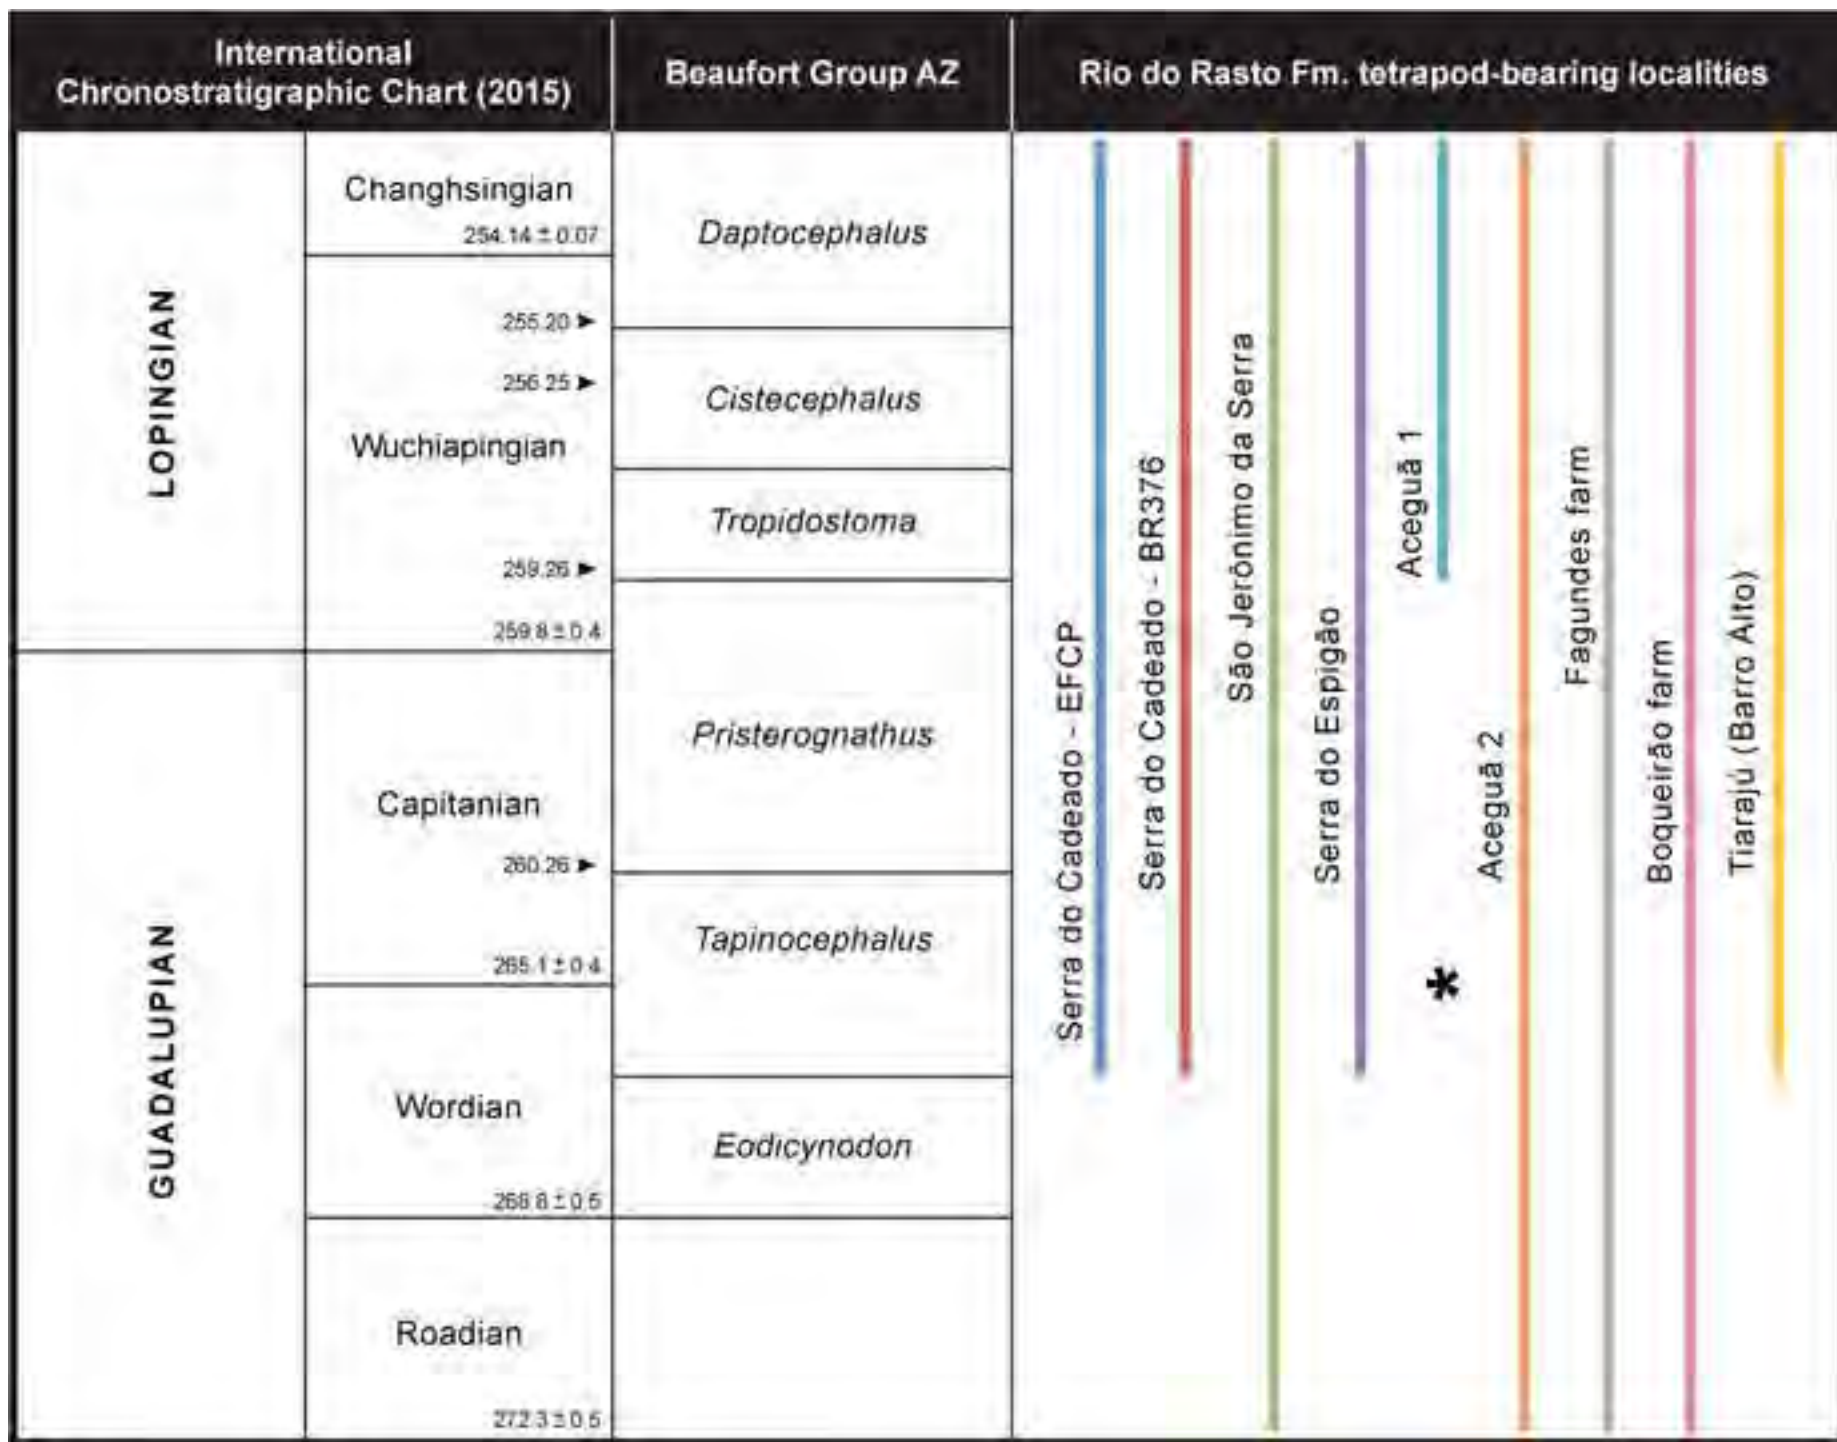 International
Chronostratigraphic Chart (2015)
Beaufort Group AZ
Rio do Rasto Fm. tetrapod-bearing localities
LOPINGIAN
Changhsingian
254.14 ± 0.07
255.20 ►
256.25 ►
Wuchiapingian
259.26 ►
259.8 ± 0.4
GUADALUPIAN
Capitanian
260.26 ►
265.1 ± 0.4
Wordian
268.8 ± 0.5
Roadian
272.3 ± 0.5
Daptocephalus
Cistecephalus
Tropidostoma
Pristerognathus
Tapinocephalus
Eodicynodon
Serra do Cadeado - EFCP
Serra do Cadeado - BR376
São Jerônimo da Serra
Serra do Espigão
Aceguã 1
*
Aceguã 2
Fagundes farm
Boqueirão farm
Tiarajú (Barro Alto)